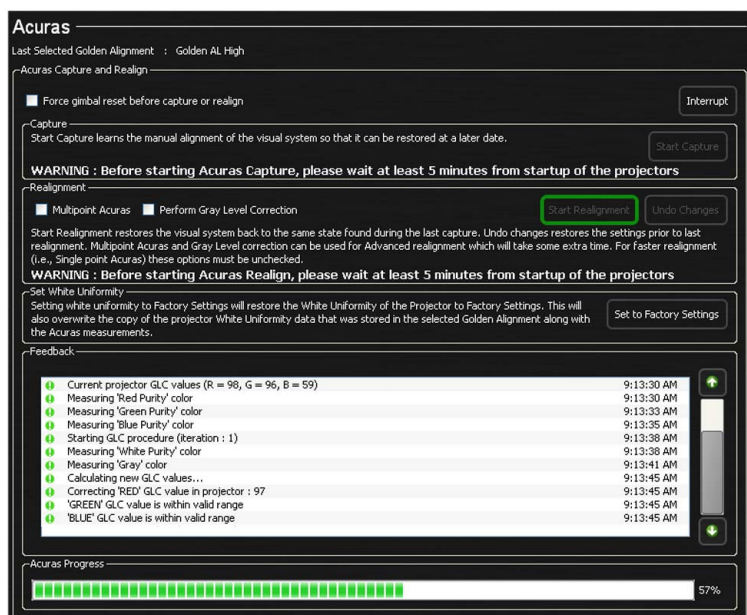 Acuras
Last Selected Golden Alignment : Golden AL High
Acuras Capture and Realign
Force gimbal reset before capture or realign
Interrupt
Capture
Start Capture learns the manual alignment of the visual system so that it can be restored at a later date.
Start Capture
WARNING : Before starting Acuras Capture, please wait at least 5 minutes from startup of the projectors
Realignment
Multipoint Acuras Perform Gray Level Correction Start Realignment Undo Changes
Start Realignment restores the visual system back to the same state found during the last capture. Undo changes restores the settings prior to last
realignment. Multipoint Acuras and Gray Level correction can be used for Advanced realignment which will take some extra time. For faster realignment
(i.e., Single point Acuras) these options must be unchecked.
WARNING : Before starting Acuras Realign, please wait at least 5 minutes from startup of the projectors
Set White Uniformity
Setting white uniformity to Factory Settings will restore the White Uniformity of the Projector to Factory Settings. This will
also overwrite the copy of the projector White Uniformity data that was stored in the selected Golden Alignment along with
the Acuras measurements.
Set to Factory Settings
Feedback
Current projector GLC values (R = 98, G = 96, B = 59) 9:13:30 AM
Measuring 'Red Purity' color 9:13:30 AM
Measuring 'Green Purity' color 9:13:33 AM
Measuring 'Blue Purity' color 9:13:35 AM
Starting GLC procedure (iteration : 1) 9:13:38 AM
Measuring 'White Purity' color 9:13:38 AM
Measuring 'Gray' color 9:13:41 AM
Calculating new GLC values... 9:13:45 AM
Correcting 'RED' GLC value in projector : 97 9:13:45 AM
'GREEN' GLC value is within valid range 9:13:45 AM
'BLUE' GLC value is within valid range 9:13:45 AM
Acuras Progress
57%